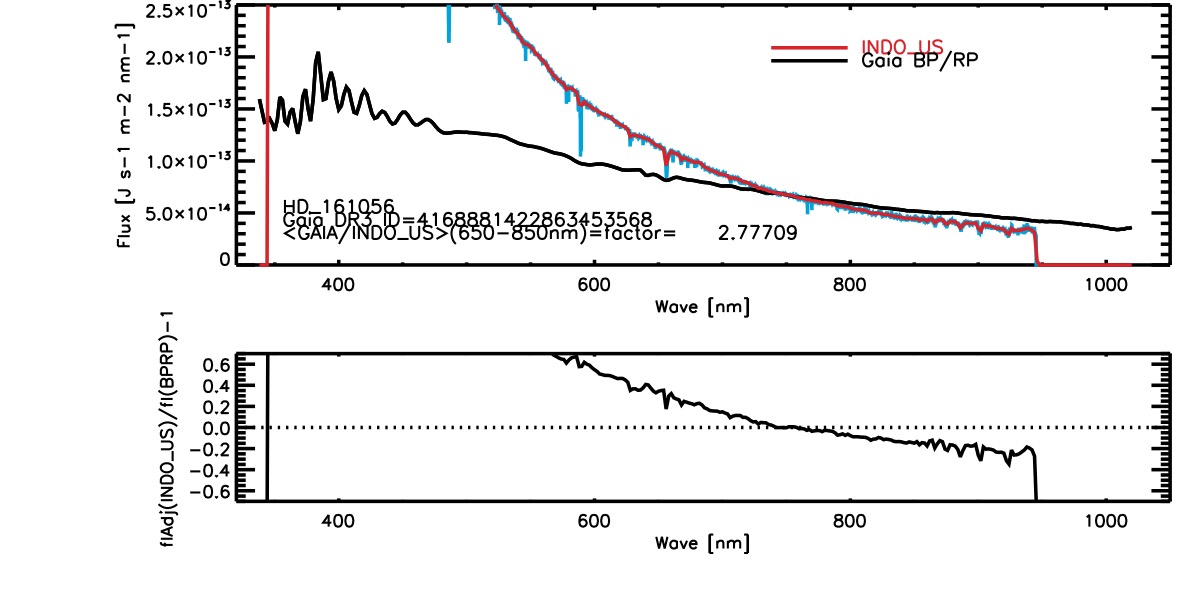 2.5×10−13
2.0×10−13
1.5×10−13
1.0×10−13
5.0×10−14
0
Flux [J s−1 m−2 nm−1]
INDO_US
Gaia BP/RP
HD_161056
Gaia DR3 ID=4168881422863453568
<GAIA/INDO_US>(650−850nm)=factor= 2.77709
400 600 800 1000
Wave [nm]
flAdj(INDO_US)/fl(BPRP)−1
0.6
0.4
0.2
0.0
−0.2
−0.4
−0.6
400 600 800 1000
Wave [nm]